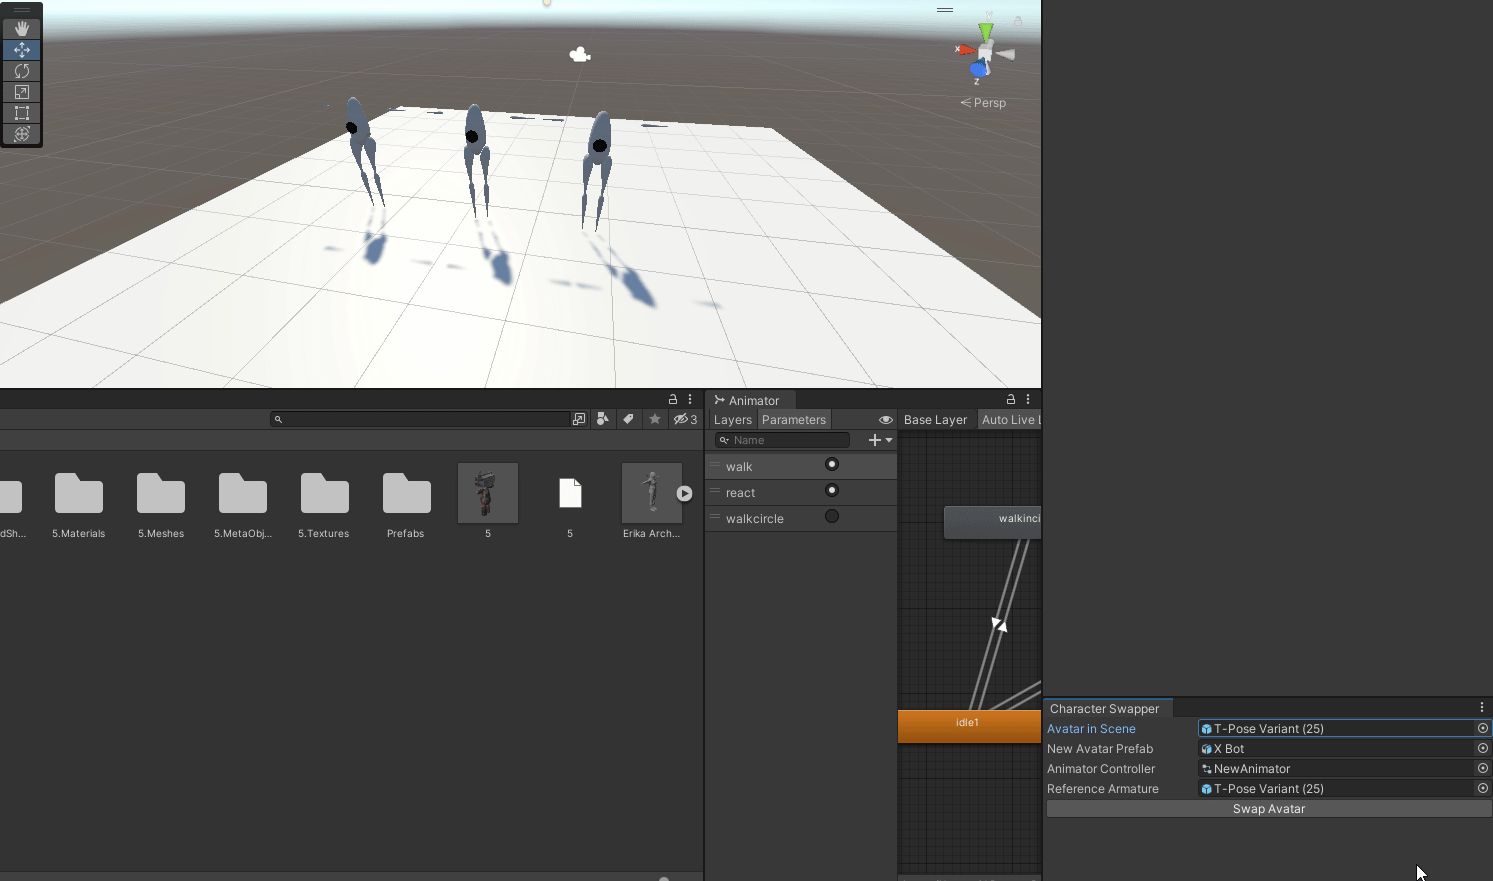 x
y
z
Persp
3
dSh...
5.Materials
5.Meshes
5.MetaObj...
5.Textures
Prefabs
5
5
Erika Arch...
Animator
Layers
Parameters
Base Layer
Auto Live L
Name
walk
react
walkcircle
walkinci
idle1
Character Swapper
Avatar in Scene
T-Pose Variant (25)
New Avatar Prefab
X Bot
Animator Controller
NewAnimator
Reference Armature
T-Pose Variant (25)
Swap Avatar